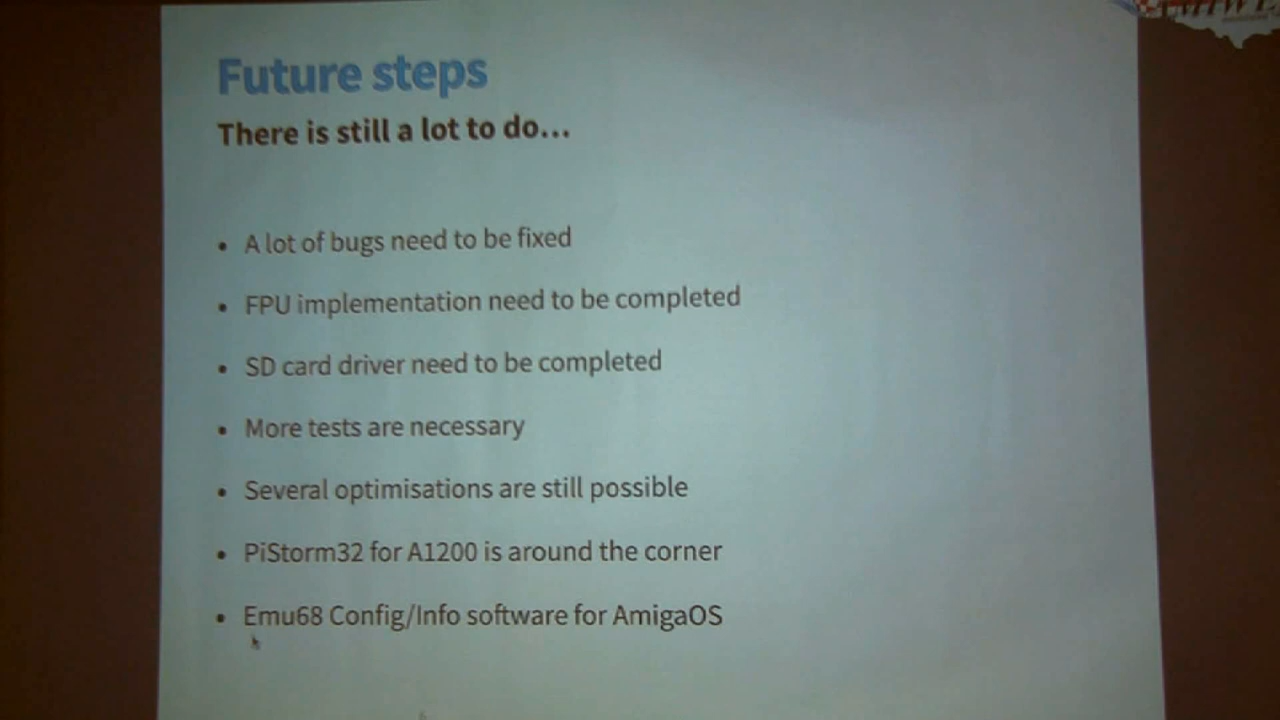 Future steps
There is still a lot to do...
• A lot of bugs need to be fixed
• FPU implementation need to be completed
• SD card driver need to be completed
• More tests are necessary
• Several optimisations are still possible
• PiStorm32 for A1200 is around the corner
• Emu68 Config/Info software for AmigaOS